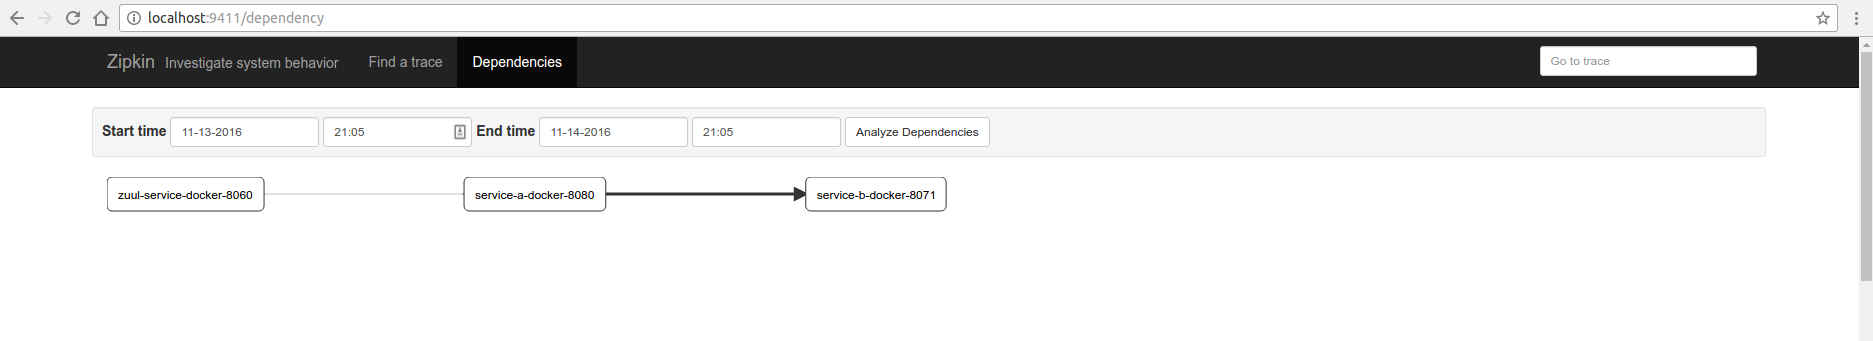 localhost:9411/dependency
Zipkin Investigate system behavior Find a trace Dependencies Go to trace
Start time 11-13-2016 21:05 End time 11-14-2016 21:05 Analyze Dependencies
zuul-service-docker-8060 service-a-docker-8080 service-b-docker-8071